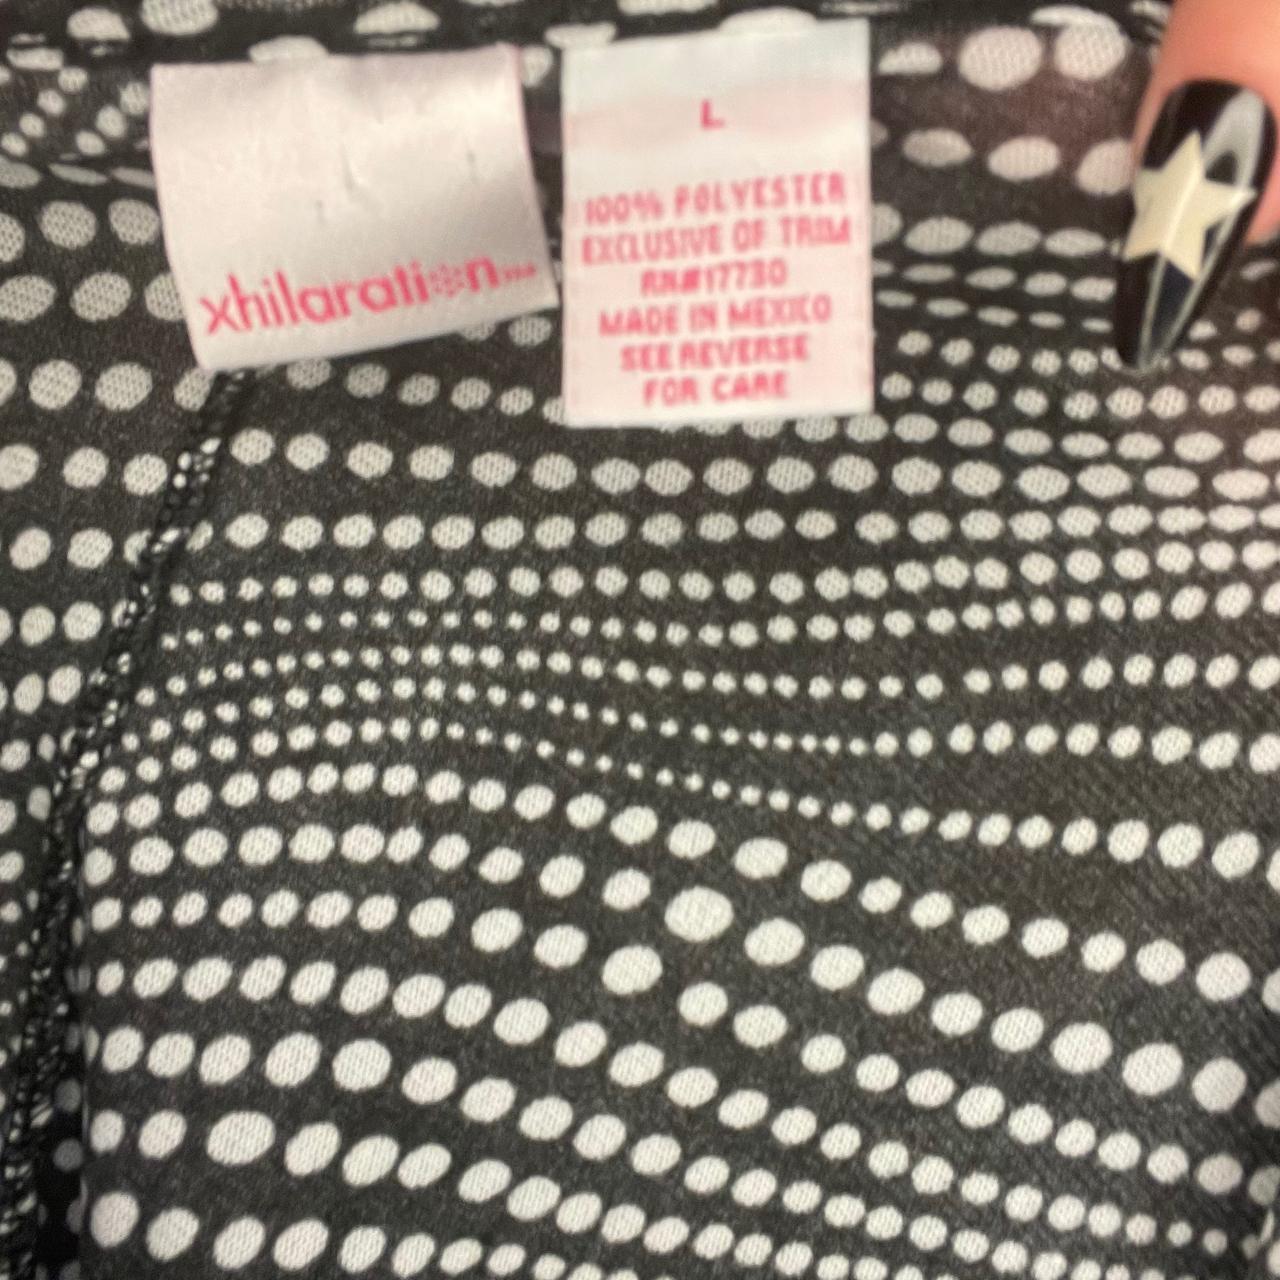 xhilaration
L
100% POLYESTER
EXCLUSIVE OF TRIM
RN#17730
MADE IN MEXICO
SEE REVERSE
FOR CARE